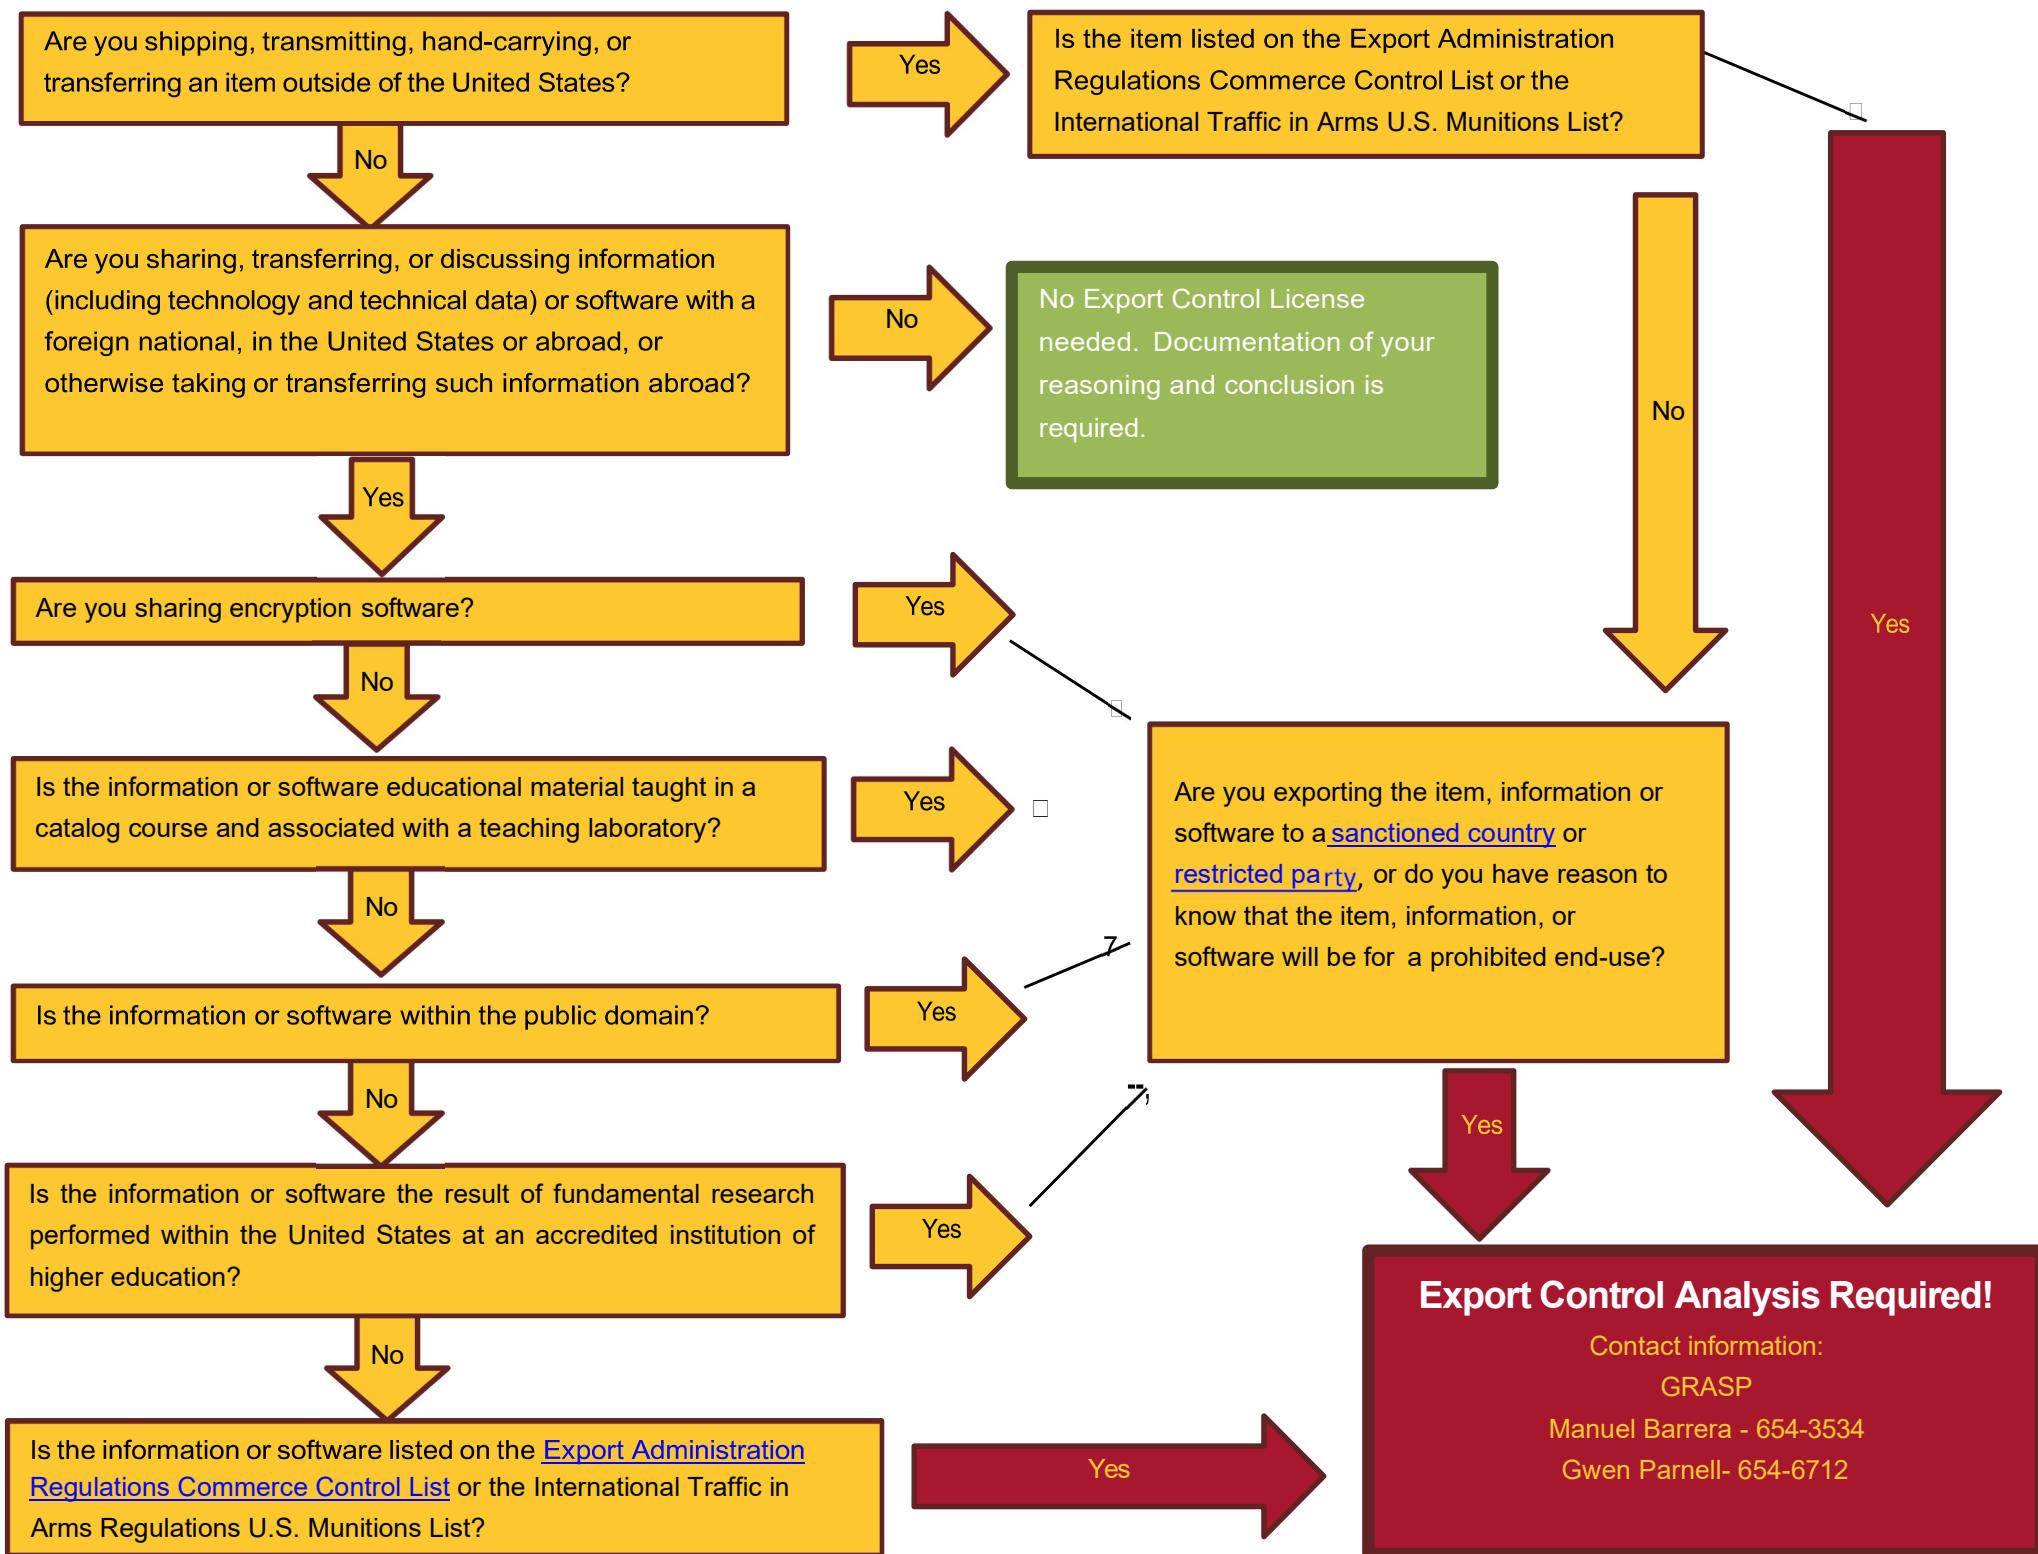 Are you shipping, transmitting, hand-carrying, or
transferring an item outside of the United States?
Yes
Is the item listed on the Export Administration
Regulations Commerce Control List or the
International Traffic in Arms U.S. Munitions List?
No
Are you sharing, transferring, or discussing information
(including technology and technical data) or software with a
foreign national, in the United States or abroad, or
otherwise taking or transferring such information abroad?
No
No Export Control License
needed. Documentation of your
reasoning and conclusion is
required.
No
Yes
Yes
Are you sharing encryption software?
Yes
No
Is the information or software educational material taught in a
catalog course and associated with a teaching laboratory?
Yes
Are you exporting the item, information or
software to a sanctioned country or
restricted party, or do you have reason to
know that the item, information, or
software will be for a prohibited end-use?
No
7
Is the information or software within the public domain?
Yes
No
Yes
Is the information or software the result of fundamental research
performed within the United States at an accredited institution of
higher education?
Yes
No
Export Control Analysis Required!
Contact information:
GRASP
Manuel Barrera - 654-3534
Gwen Parnell- 654-6712
Is the information or software listed on the Export Administration
Regulations Commerce Control List or the International Traffic in
Arms Regulations U.S. Munitions List?
Yes